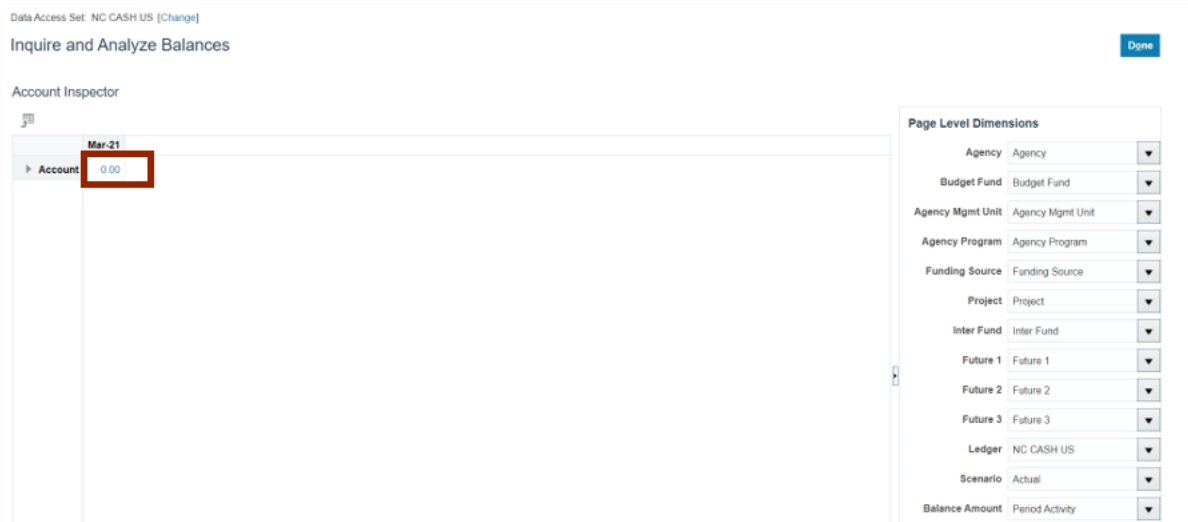 Data Access Set: NC CASH US [Change]
Inquire and Analyze Balances
Done
Account Inspector
Mar-21
Account 0.00
Page Level Dimensions
Agency Agency
Budget Fund Budget Fund
Agency Mgmt Unit Agency Mgmt Unit
Agency Program Agency Program
Funding Source Funding Source
Project Project
Inter Fund Inter Fund
Future 1 Future 1
Future 2 Future 2
Future 3 Future 3
Ledger NC CASH US
Scenario Actual
Balance Amount Period Activity